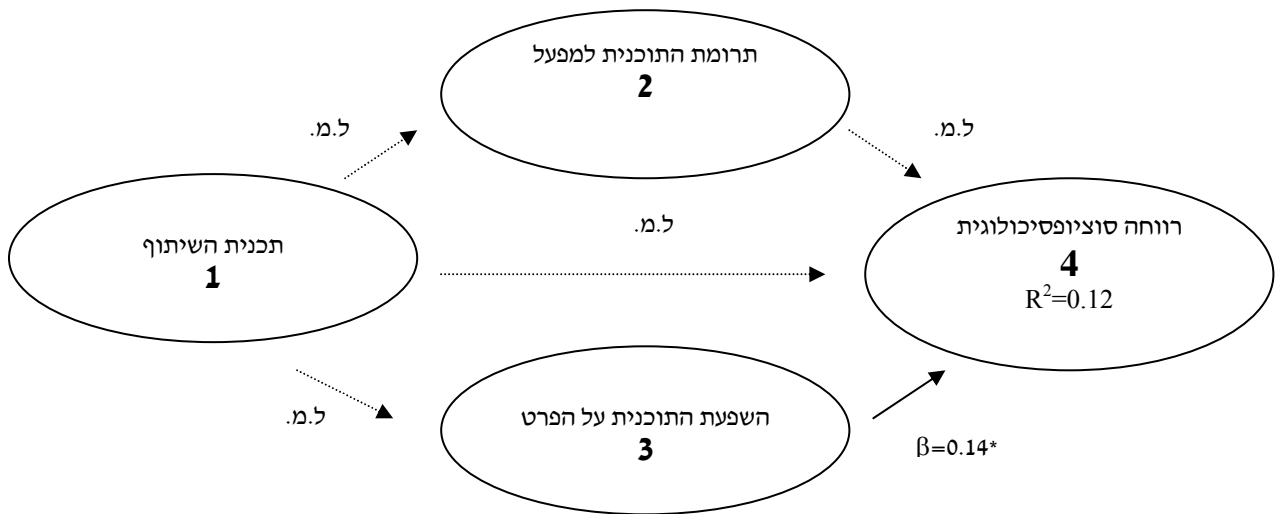 תרומת התוכנית למפעל
2
ל.מ.
ל.מ.
ל.מ.
רווחה סוציופסיכולוגית
4
R²=0.12
תכנית השיתוף
1
ל.מ.
השפעת התוכנית על הפרט
3
β=0.14*